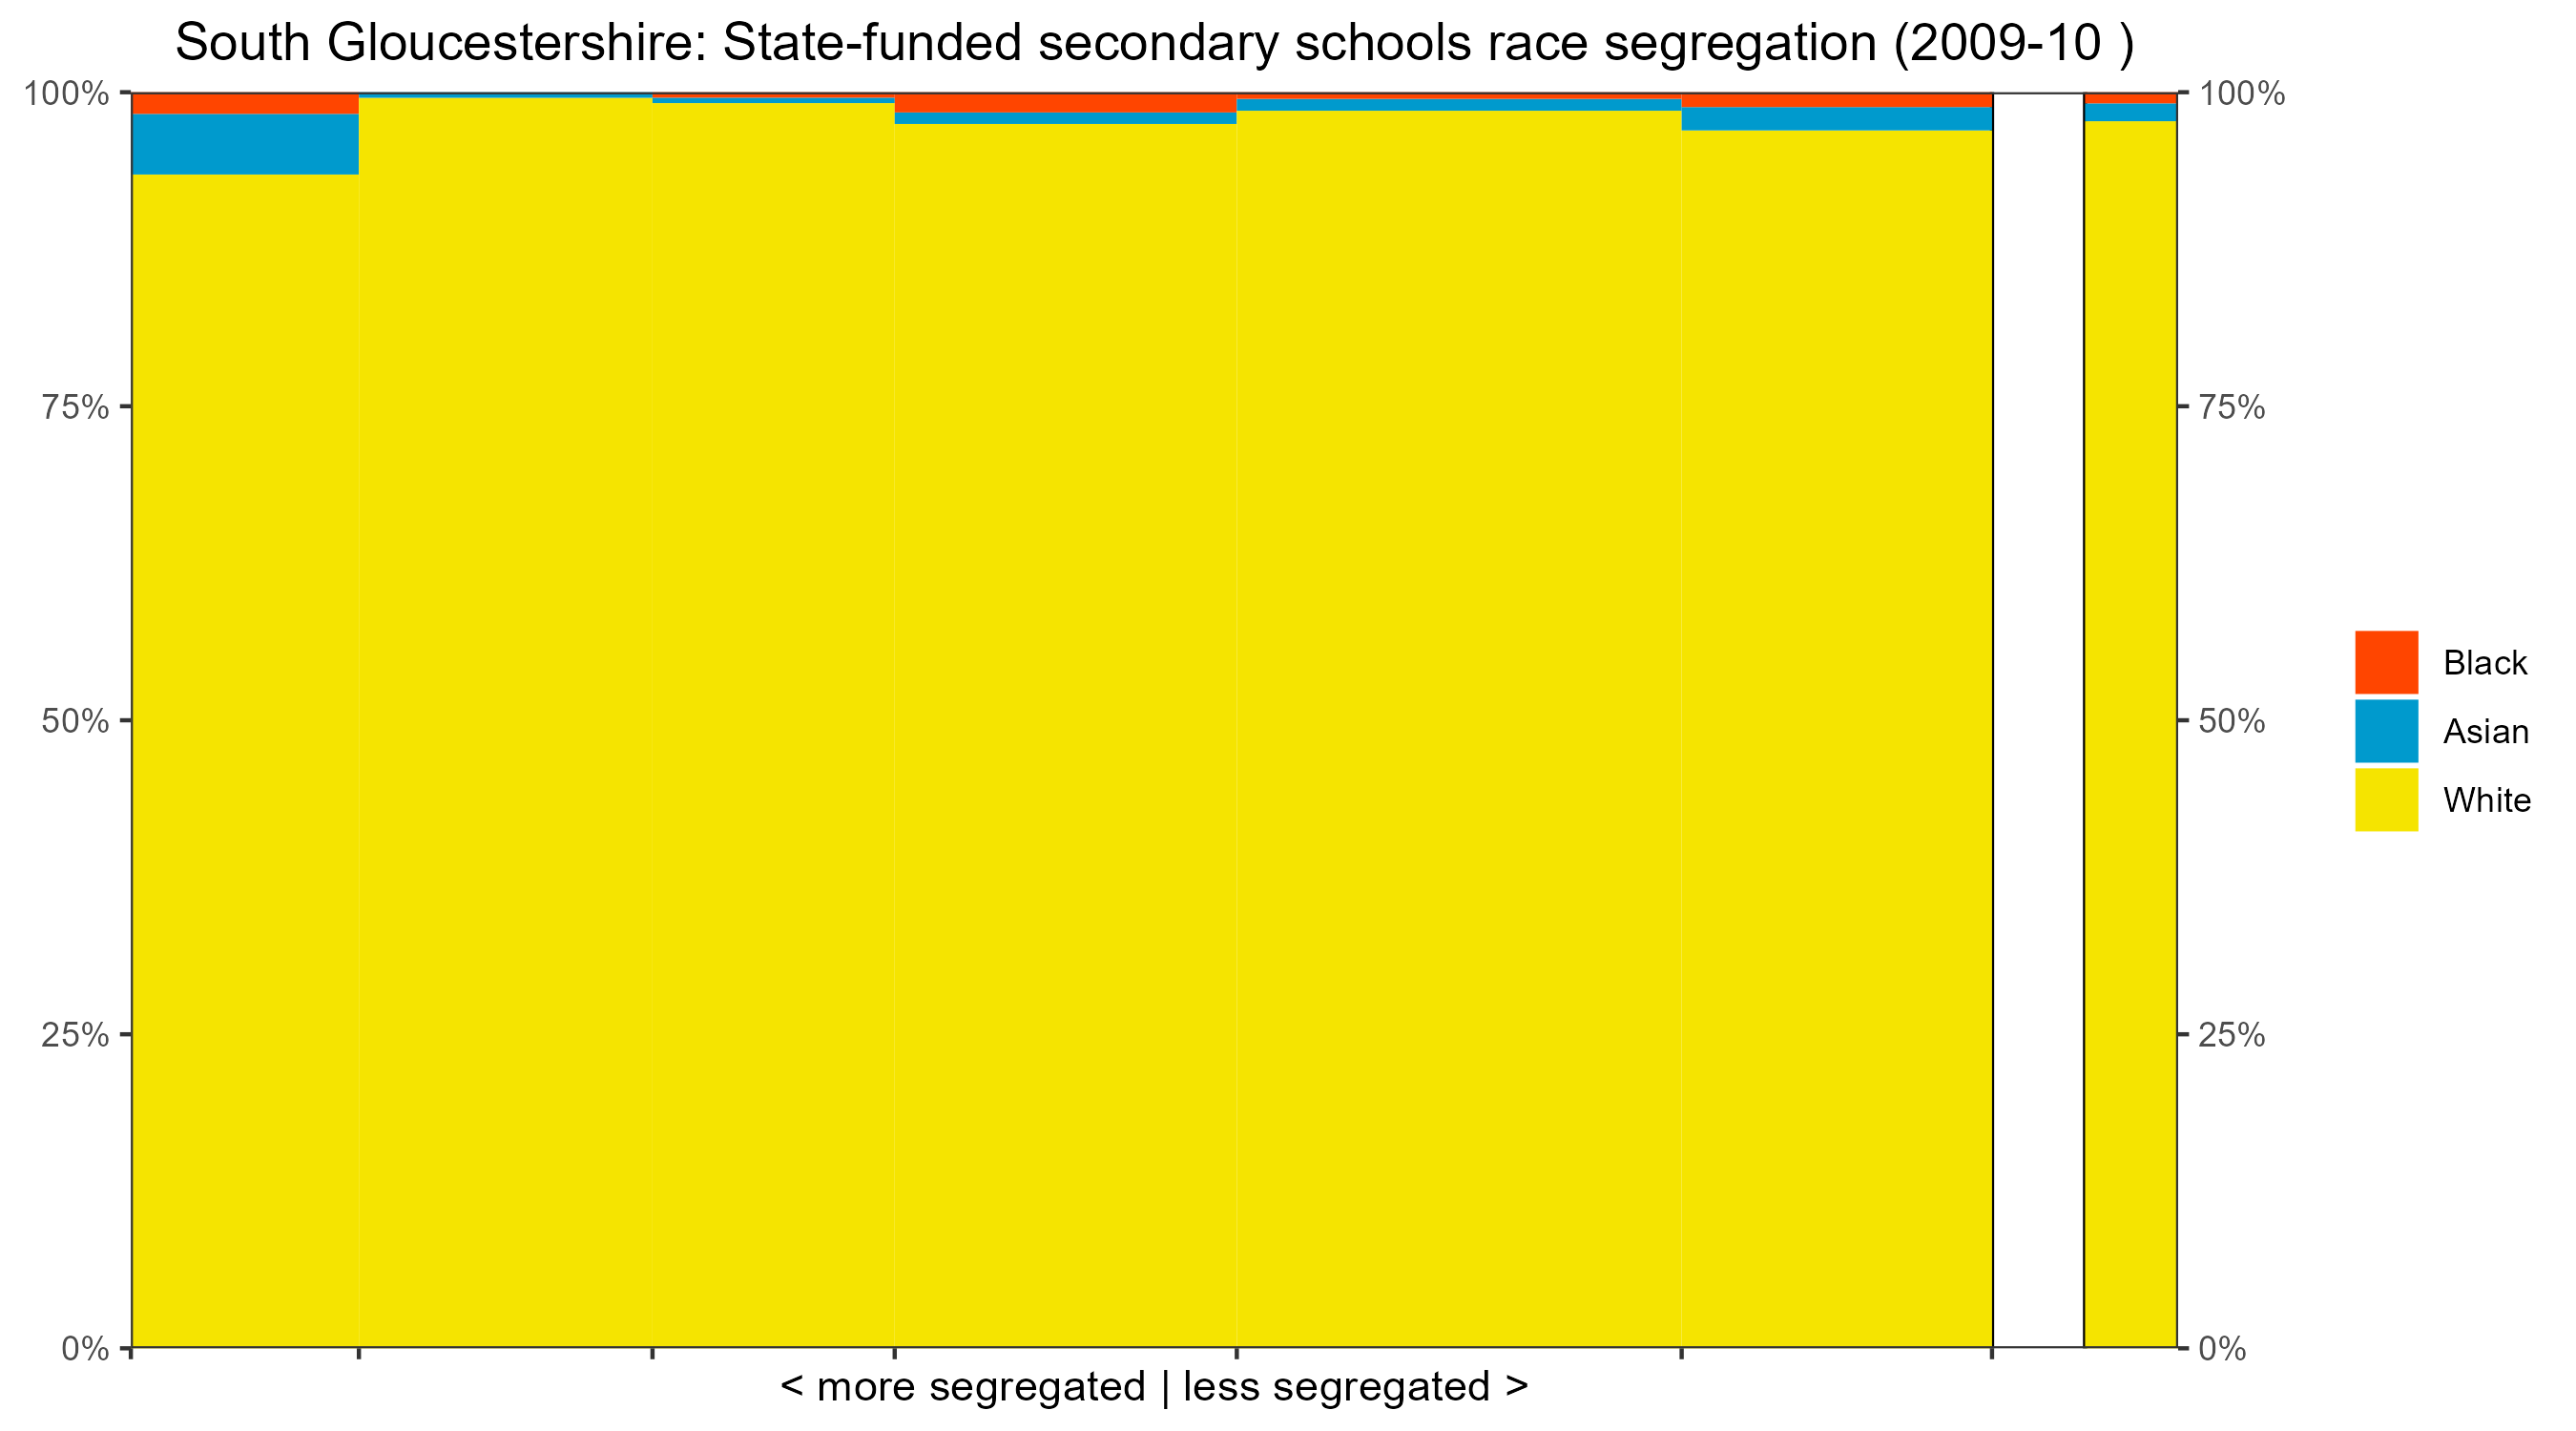 South Gloucestershire: State-funded secondary schools race segregation (2009-10 )
100%
100%
75%
75%
Black
50%
50%
Asian
White
25%
25%
0%
0%
< more segregated | less segregated >